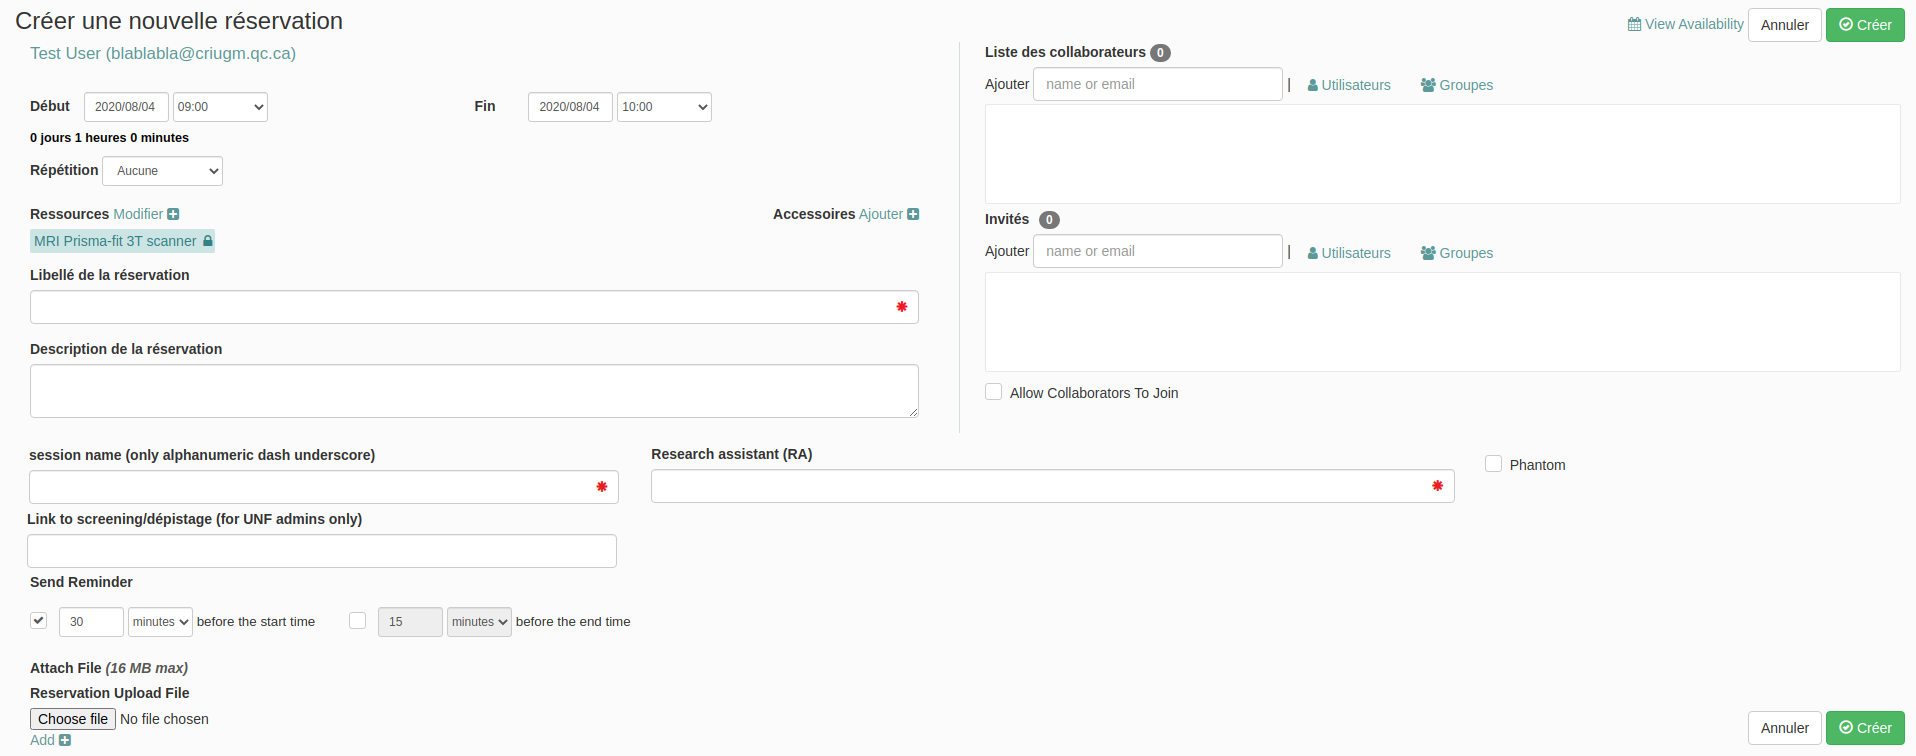 Créer une nouvelle réservation
View Availability Annuler Créer
Test User (blablabla@criugm.qc.ca)
Début 2020/08/04 09:00 Fin 2020/08/04 10:00
0 jours 1 heures 0 minutes
Répétition Aucune
Ressources Modifier Accessoires Ajouter
MRI Prisma-fit 3T scanner
Libellé de la réservation
Description de la réservation
Liste des collaborateurs 0
Ajouter name or email | Utilisateurs Groupes
Invités 0
Ajouter name or email | Utilisateurs Groupes
Allow Collaborators To Join
session name (only alphanumeric dash underscore) Research assistant (RA) Phantom
Link to screening/dépistage (for UNF admins only)
Send Reminder
30 minutes before the start time 15 minutes before the end time
Attach File (16 MB max)
Reservation Upload File
Choose file No file chosen
Add
Annuler Créer